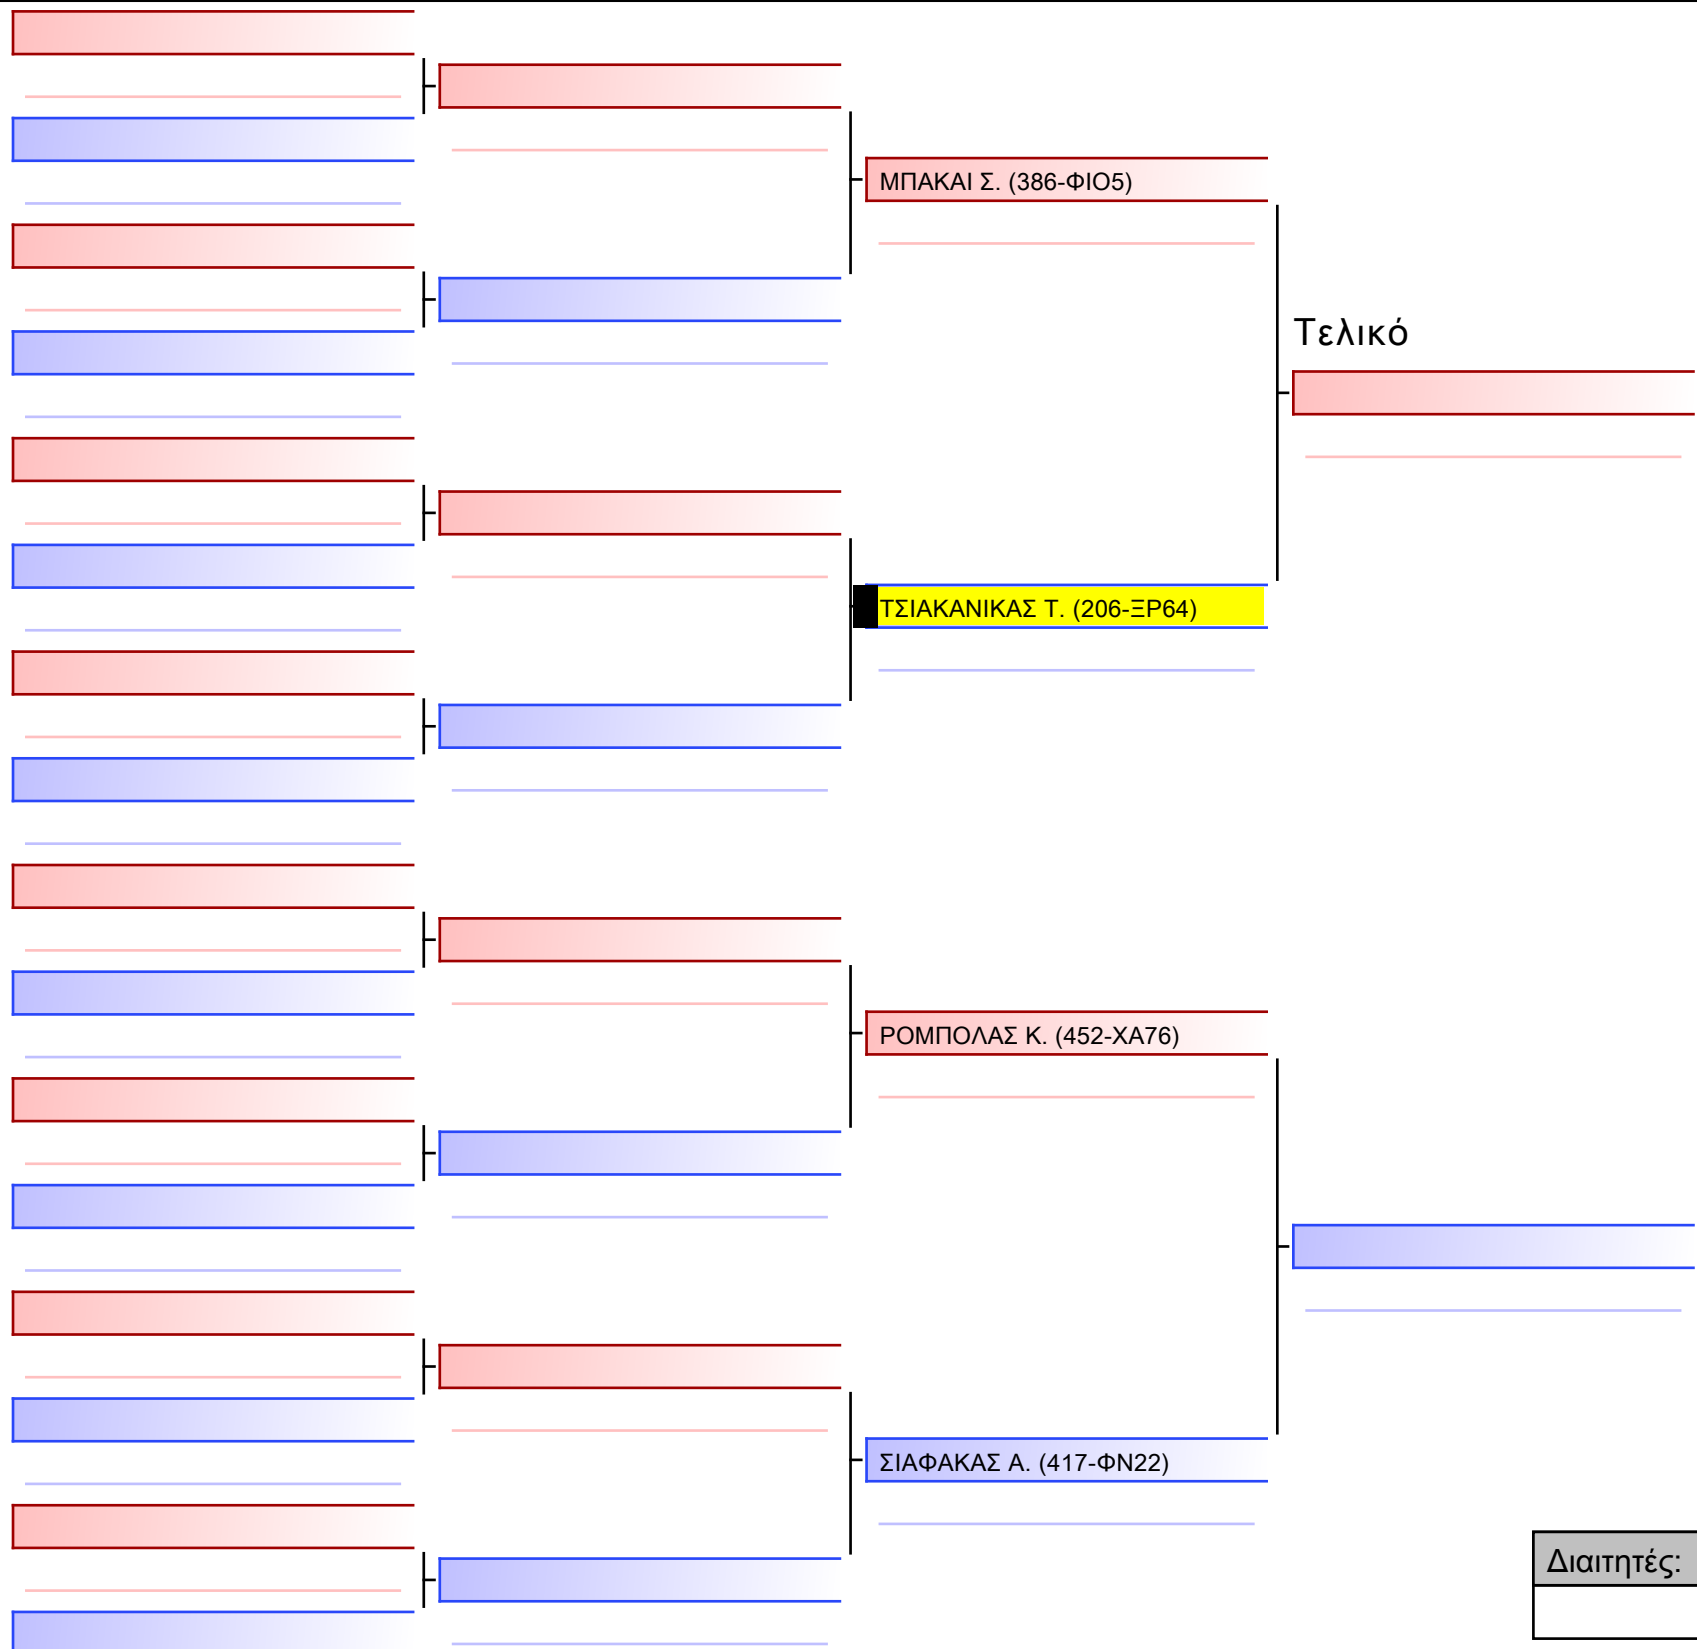 ΜΠΑΚΑΙ Σ. (386-ΦΙΟ5)
Τελικό
ΤΣΙΑΚΑΝΙΚΑΣ Τ. (206-ΞΡ64)
ΡΟΜΠΟΛΑΣ Κ. (452-ΧΑ76)
ΣΙΑΦΑΚΑΣ Α. (417-ΦΝ22)
Διαιτητές: